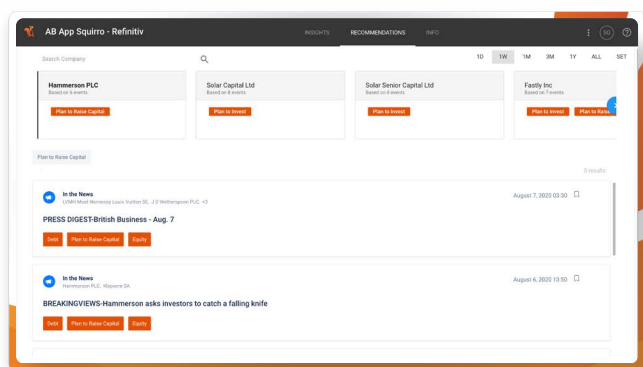 AB App Squirro - Refinitiv
INSIGHTS
RECOMMENDATIONS
INFO
SG
Search Company
1D 1W 1M 3M 1Y ALL SET
Hammerson PLC
Based on 6 events
Plan to Raise Capital
Solar Capital Ltd
Based on 8 events
Plan to Invest
Solar Senior Capital Ltd
Based on 8 events
Plan to Invest
Fastly Inc
Based on 7 events
Plan to Invest
Plan to Raise
Plan to Raise Capital
5 results
In the News
LVMH Moet Hennessy Louis Vuitton SE, J D Wetherspoon PLC, +3
August 7, 2020 03:30
PRESS DIGEST-British Business - Aug. 7
Debt
Plan to Raise Capital
Equity
In the News
Hammerson PLC, Klepierre SA
August 6, 2020 13:50
BREAKINGVIEWS-Hammerson asks investors to catch a falling knife
Debt
Plan to Raise Capital
Equity